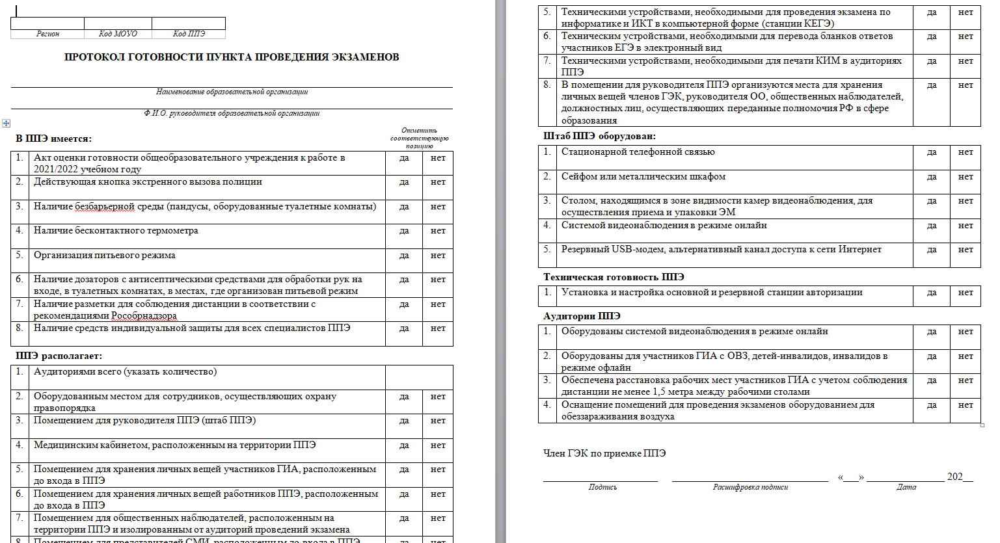 Регион Код МОУО Код ППЭ
ПРОТОКОЛ ГОТОВНОСТИ ПУНКТА ПРОВЕДЕНИЯ ЭКЗАМЕНОВ
Наименование образовательной организации
Ф.И.О. руководителя образовательной организации
В ППЭ имеется:
Отметить
соответствующую
позицию
1. Акт оценки готовности общеобразовательного учреждения к работе в да нет
2021/2022 учебном году
2. Действующая кнопка экстренного вызова полиции да нет
3. Наличие безбарьерной среды (пандусы, оборудованные туалетные комнаты) да нет
4. Наличие бесконтактного термометра да нет
5. Организация питьевого режима да нет
6. Наличие дозаторов с антисептическими средствами для обработки рук на да нет
входе, в туалетных комнатах, в местах, где организован питьевой режим
7. Наличие разметки для соблюдения дистанции в соответствии с да нет
рекомендациями Рособрнадзора
8. Наличие средств индивидуальной защиты для всех специалистов ППЭ да нет
ППЭ располагает:
1. Аудиториями всего (указать количество)
2. Оборудованным местом для сотрудников, осуществляющих охрану да нет
правопорядка
3. Помещением для руководителя ППЭ (штаб ППЭ) да нет
4. Медицинским кабинетом, расположенным на территории ППЭ да нет
5. Помещением для хранения личных вещей участников ГИА, расположенным да нет
до входа в ППЭ
6. Помещением для хранения личных вещей работников ППЭ, расположенным да нет
до входа в ППЭ
7. Помещением для общественных наблюдателей, расположенным на да нет
территории ППЭ и изолированным от аудиторий проведений экзамена
8. Помещением для представителей СМИ, расположенным до входа в ППЭ да нет
5. Техническими устройствами, необходимыми для проведения экзамена по да нет
информатике и ИКТ в компьютерной форме (станции КЕГЭ)
6. Техническим устройствами, необходимыми для перевода бланков ответов да нет
участников ЕГЭ в электронный вид
7. Техническими устройствами, необходимыми для печати КИМ в аудиториях да нет
ППЭ
8. В помещении для руководителя ППЭ организуются места для хранения да нет
личных вещей членов ГЭК, руководителя ОО, общественных наблюдателей,
должностных лиц, осуществляющих переданные полномочия РФ в сфере
образования
Штаб ППЭ оборудован:
1. Стационарной телефонной связью да нет
2. Сейфом или металлическим шкафом да нет
3. Столом, находящимся в зоне видимости камер видеонаблюдения, для да нет
осуществления приема и упаковки ЭМ
4. Системой видеонаблюдения в режиме онлайн да нет
5. Резервный USB-модем, альтернативный канал доступа к сети Интернет да нет
Техническая готовность ППЭ
1. Установка и настройка основной и резервной станции авторизации да нет
Аудитории ППЭ
1. Оборудованы системой видеонаблюдения в режиме онлайн да нет
2. Оборудованы для участников ГИА с ОВЗ, детей-инвалидов, инвалидов в да нет
режиме офлайн
3. Обеспечена расстановка рабочих мест участников ГИА с учетом соблюдения да нет
дистанции не менее 1,5 метра между рабочими столами
4. Оснащение помещений для проведения экзаменов оборудованием для да нет
обеззараживания воздуха
Член ГЭК по приемке ППЭ
______________________ ______________________________ «___» _______________ 202__
Подпись Расшифровка подписи Дата